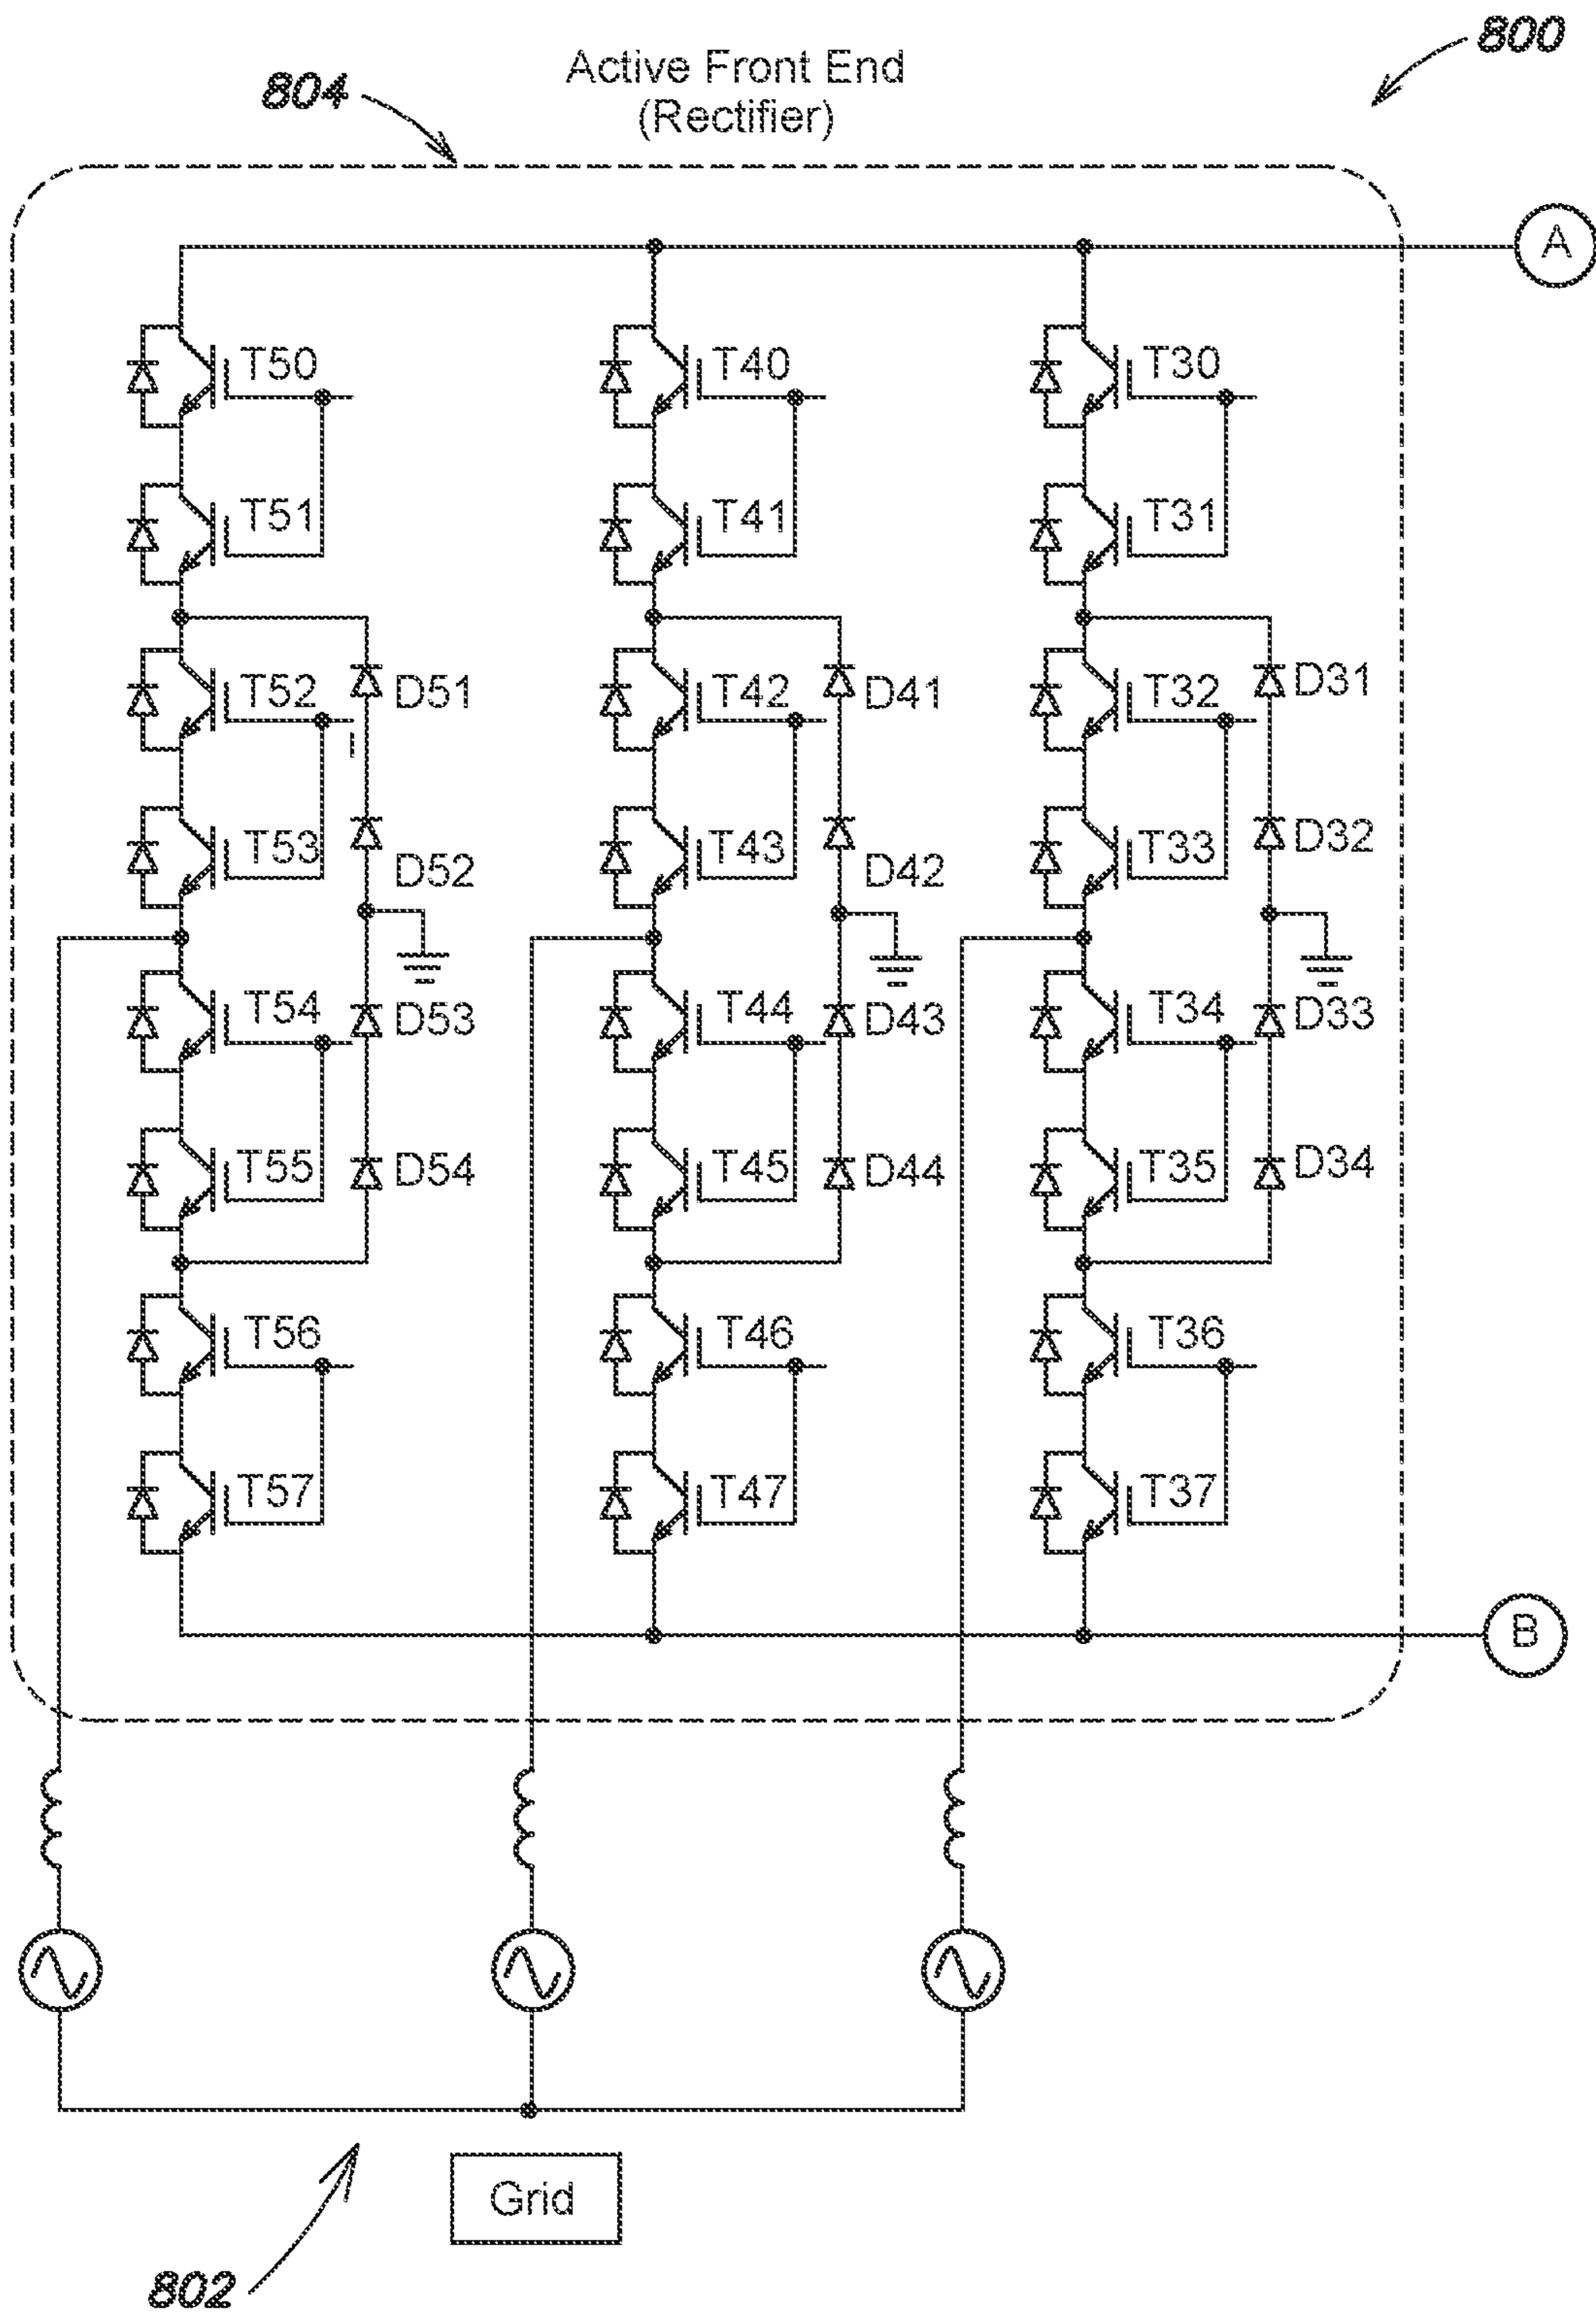 800
804
Active Front End
(Rectifier)
A
T50
T40
T30
T51
T41
T31
T52
D51
T42
D41
T32
D31
T53
D52
T43
D42
T33
D32
T54
D53
T44
D43
T34
D33
T55
D54
T45
D44
T35
D34
T56
T46
T36
T57
T47
T37
B
Grid
802